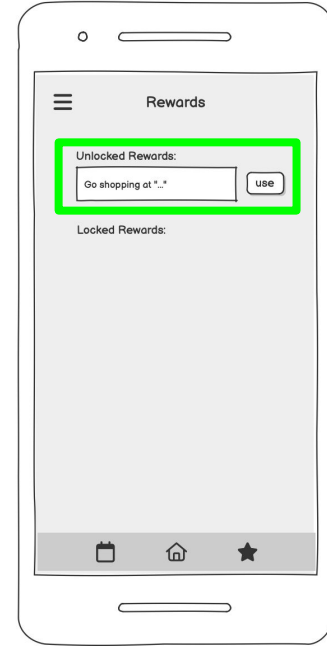 Rewards
Unlocked Rewards:
Go shopping at "..."
use
Locked Rewards: